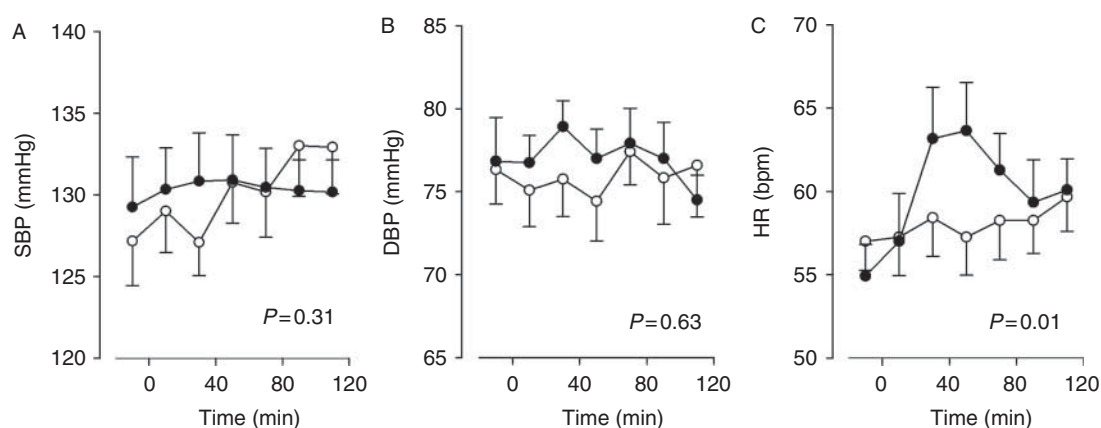 A
SBP (mmHg)
140
135
130
125
120
P=0.31
0 40 80 120
Time (min)
B
DBP (mmHg)
85
80
75
70
65
P=0.63
0 40 80 120
Time (min)
C
HR (bpm)
70
65
60
55
50
P=0.01
0 40 80 120
Time (min)